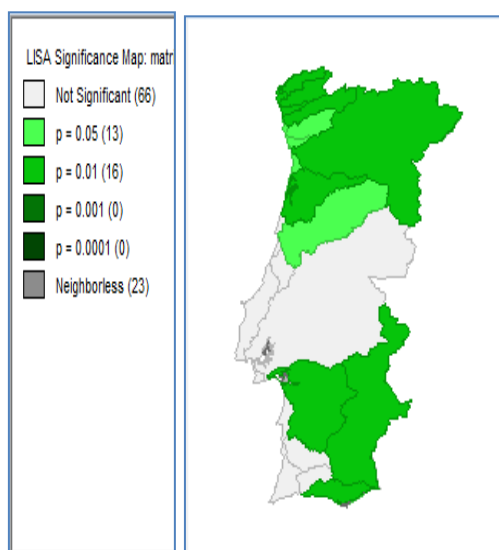 LISA Significance Map: matr
Not Significant (66)
p = 0.05 (13)
p = 0.01 (16)
p = 0.001 (0)
p = 0.0001 (0)
Neighborless (23)